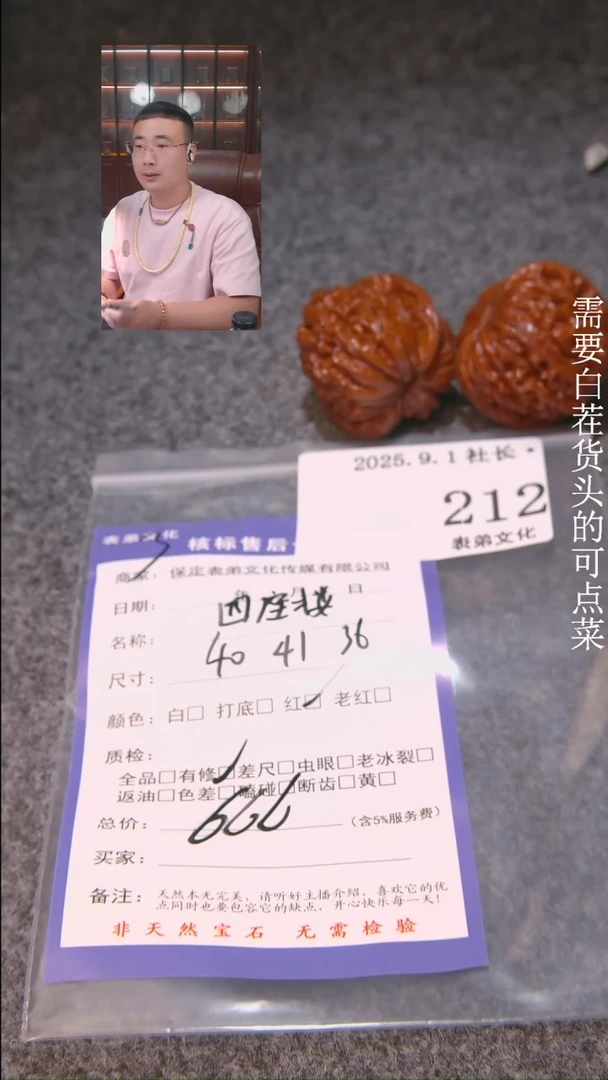 需要白茬货头的可点菜
2025.9.1 社长·
212
表弟文化
表弟文化 核标售后
商家: 保定表弟文化传媒有限公司
日期: 年 月 日
名称: 四座楼
尺寸: 40 41 36
颜色: 白□ 打底□ 红☑ 老红□
质检:
全品□有修□差尺□虫眼□老冰裂□
返油□色差□磕碰□断齿□黄□
总价: 666 (含5%服务费)
买家:
备注: 天然本无完美, 请听好主播介绍, 喜欢它的优
点同时也要包容它的缺点, 开心快乐每一天!
非天然宝石 无需检验